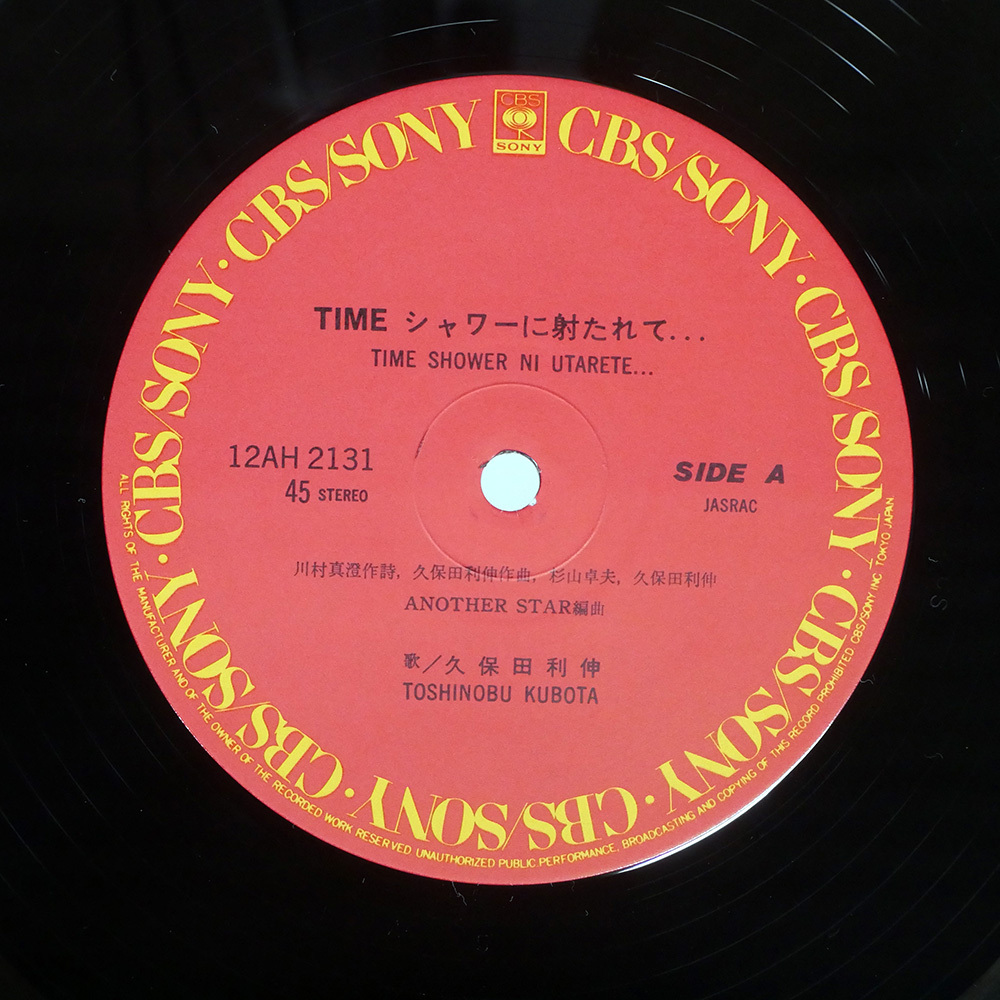 CBS
SONY
CBS/SONY · CBS/SONY · CBS/SONY · CBS/SONY · CBS/SONY · CBS/SONY · CBS/SONY · CBS/SONY
TIME シャワーに射たれて...
TIME SHOWER NI UTARETE...
12AH 2131
45 STEREO
SIDE A
JASRAC
川村真澄作詩, 久保田利伸作曲, 杉山卓夫, 久保田利伸
ANOTHER STAR編曲
歌/久保田利伸
TOSHINOBU KUBOTA
ALL RIGHTS OF THE MANUFACTURER AND OF THE OWNER OF THE RECORDED WORK RESERVED. UNAUTHORIZED PUBLIC PERFORMANCE, BROADCASTING AND COPYING OF THIS RECORD PROHIBITED. CBS/SONY INC. TOKYO JAPAN